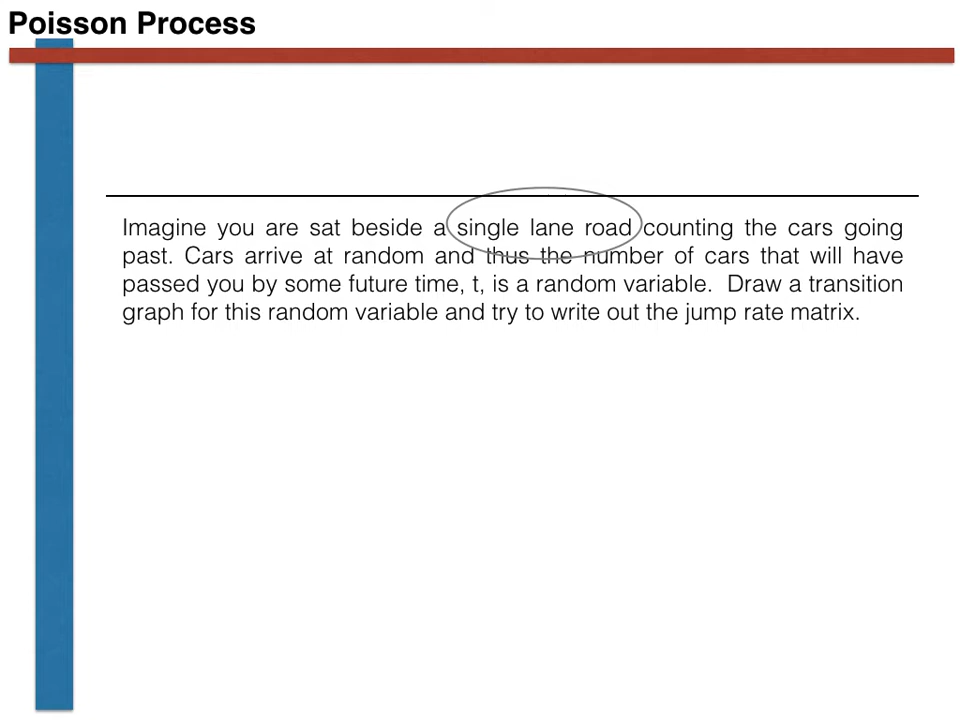 Poisson Process
Imagine you are sat beside a single lane road counting the cars going
past. Cars arrive at random and thus the number of cars that will have
passed you by some future time, t, is a random variable.  Draw a transition
graph for this random variable and try to write out the jump rate matrix.